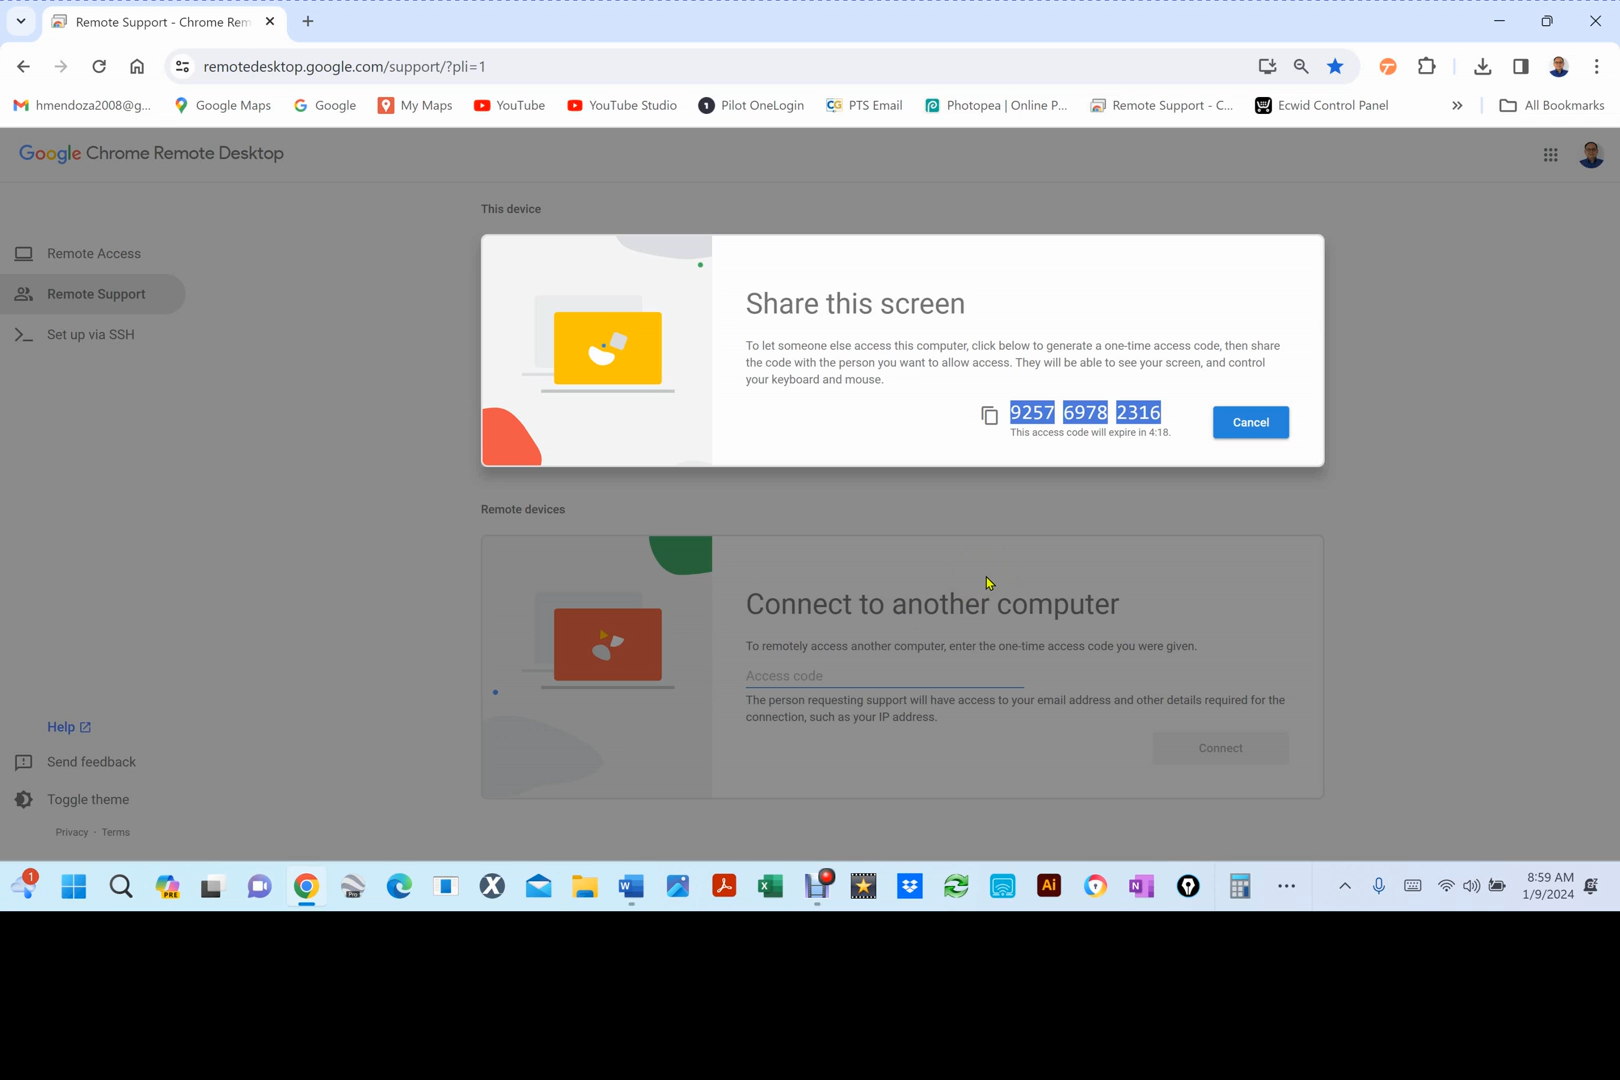 Remote Support - Chrome Rem
remotedesktop.google.com/support/?pli=1
hmendoza2008@g...
Google Maps
Google
My Maps
YouTube
YouTube Studio
Pilot OneLogin
PTS Email
Photopea | Online P...
Remote Support - C...
Ecwid Control Panel
All Bookmarks
Google Chrome Remote Desktop
This device
Remote Access
Remote Support
Set up via SSH
Share this screen
To let someone else access this computer, click below to generate a one-time access code, then share
the code with the person you want to allow access. They will be able to see your screen, and control
your keyboard and mouse.
9257 6978 2316
This access code will expire in 4:18.
Cancel
Remote devices
Connect to another computer
To remotely access another computer, enter the one-time access code you were given.
Access code
The person requesting support will have access to your email address and other details required for the
connection, such as your IP address.
Connect
Help
Send feedback
Toggle theme
Privacy · Terms
1
PRE
Pro
Ai
8:59 AM
1/9/2024